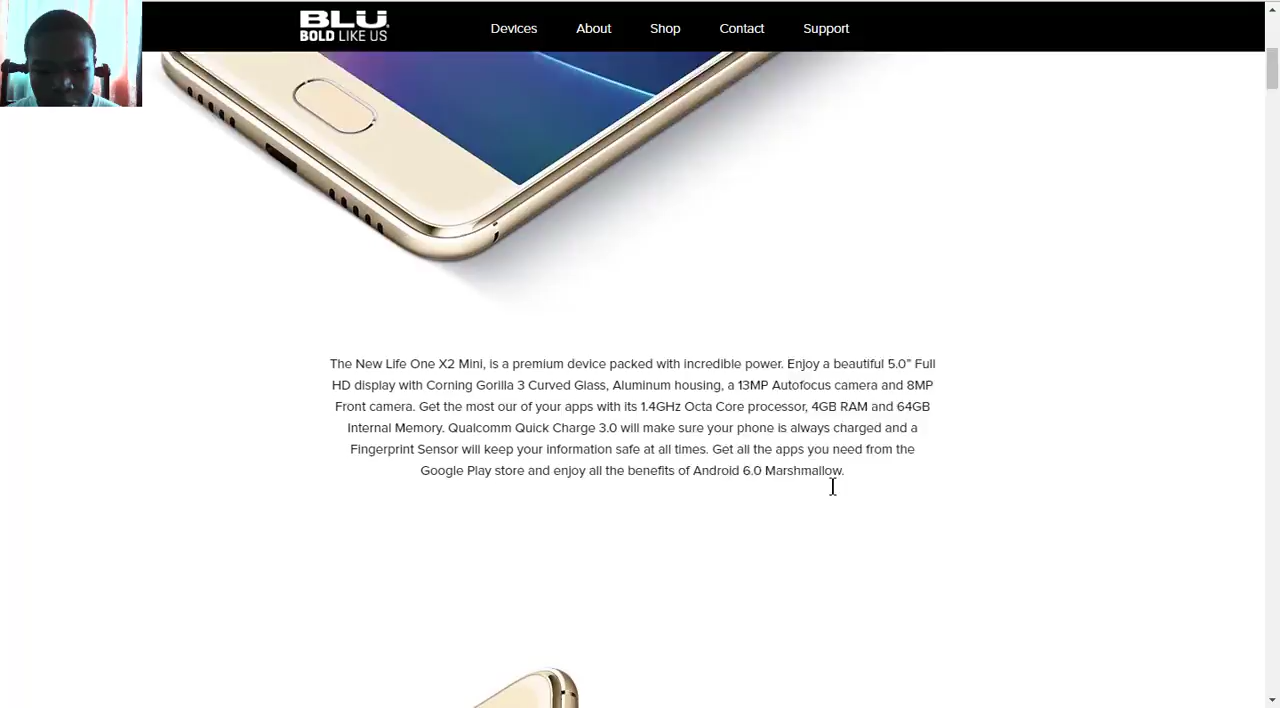 BLU
BOLD LIKE US
Devices
About
Shop
Contact
Support
The New Life One X2 Mini, is a premium device packed with incredible power. Enjoy a beautiful 5.0” Full
HD display with Corning Gorilla 3 Curved Glass, Aluminum housing, a 13MP Autofocus camera and 8MP
Front camera. Get the most our of your apps with its 1.4GHz Octa Core processor, 4GB RAM and 64GB
Internal Memory. Qualcomm Quick Charge 3.0 will make sure your phone is always charged and a
Fingerprint Sensor will keep your information safe at all times. Get all the apps you need from the
Google Play store and enjoy all the benefits of Android 6.0 Marshmallow.